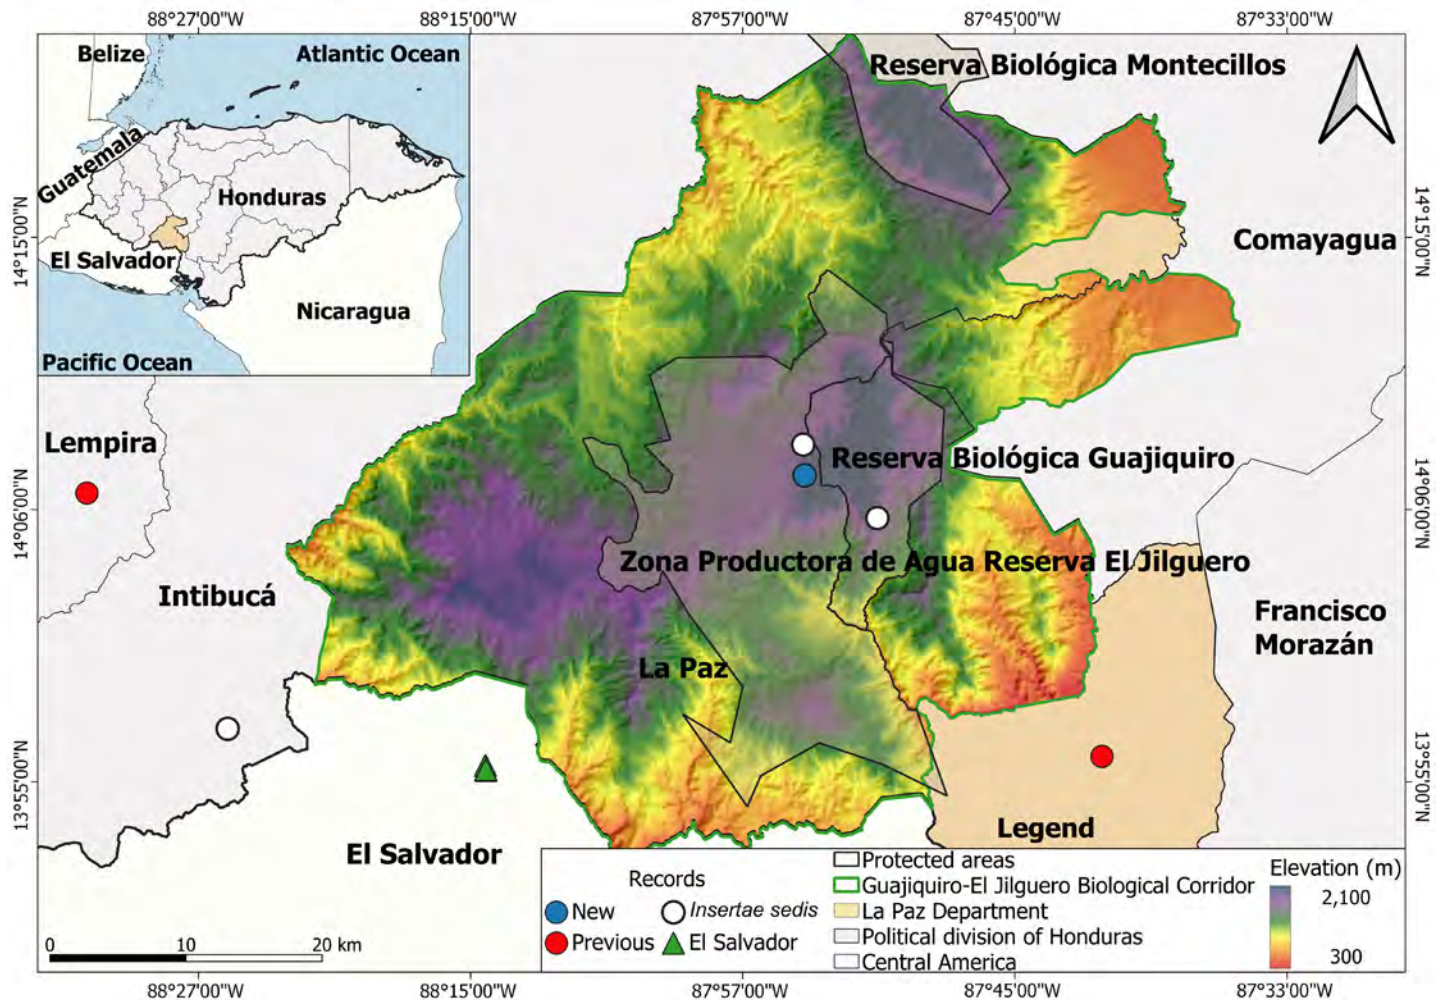 88°27'00"W 88°15'00"W 87°57'00"W 87°45'00"W 87°33'00"W
Belize
Atlantic Ocean
Guatemala
Honduras
El Salvador
Nicaragua
Pacific Ocean
Reserva Biológica Montecillos
14°15'00"N
14°15'00"N
Comayagua
Lempira
Reserva Biológica Guajiquiro
14°06'00"N
14°06'00"N
Zona Productora de Agua Reserva El Jilguero
Intibucá
Francisco
Morazán
La Paz
13°55'0.0"N
13°55'00"N
El Salvador
Legend
Records
New
Insertae sedis
Previous
El Salvador
Protected areas
Guajiquiro-El Jilguero Biological Corridor
La Paz Department
Political division of Honduras
Central America
Elevation (m)
2,100
300
0 10 20 km
88°27'00"W 88°15'00"W 87°57'00"W 87°45'00"W 87°33'00"W